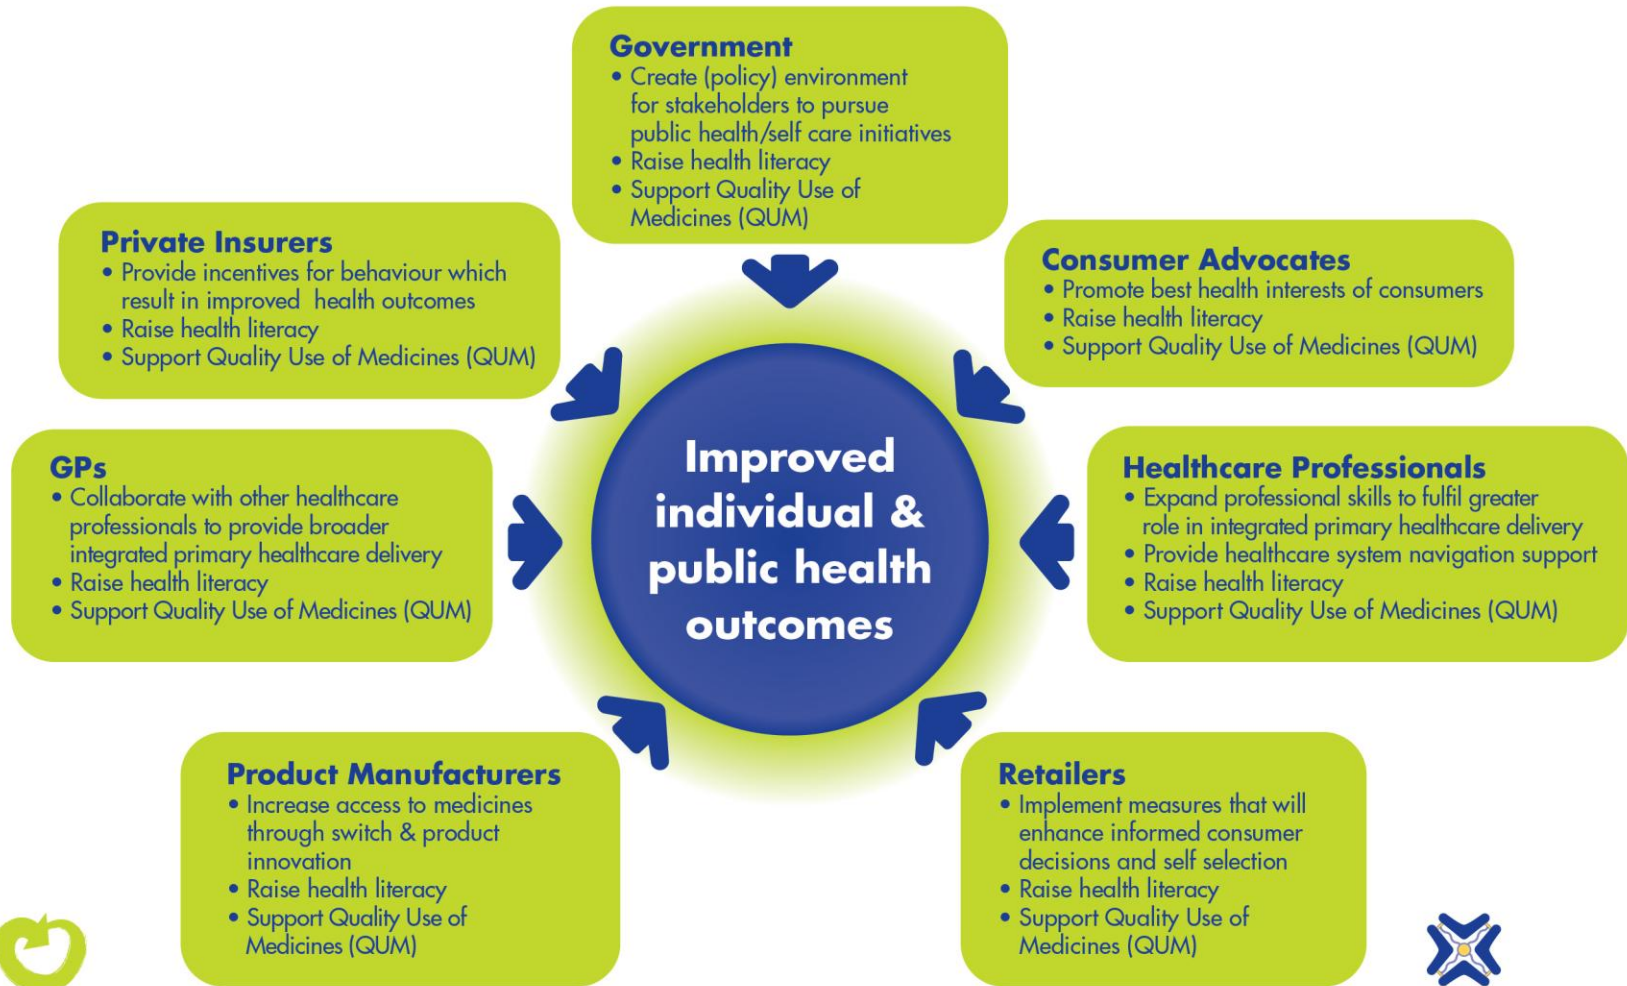 Government
• Create (policy) environment
for stakeholders to pursue
public health/self care initiatives
• Raise health literacy
• Support Quality Use of
Medicines (QUM)
Private Insurers
• Provide incentives for behaviour which
result in improved health outcomes
• Raise health literacy
• Support Quality Use of Medicines (QUM)
Consumer Advocates
• Promote best health interests of consumers
• Raise health literacy
• Support Quality Use of Medicines (QUM)
GPs
• Collaborate with other healthcare
professionals to provide broader
integrated primary healthcare delivery
• Raise health literacy
• Support Quality Use of Medicines (QUM)
Improved
individual &
public health
outcomes
Healthcare Professionals
• Expand professional skills to fulfil greater
role in integrated primary healthcare delivery
• Provide healthcare system navigation support
• Raise health literacy
• Support Quality Use of Medicines (QUM)
Product Manufacturers
• Increase access to medicines
through switch & product
innovation
• Raise health literacy
• Support Quality Use of
Medicines (QUM)
Retailers
• Implement measures that will
enhance informed consumer
decisions and self selection
• Raise health literacy
• Support Quality Use of
Medicines (QUM)